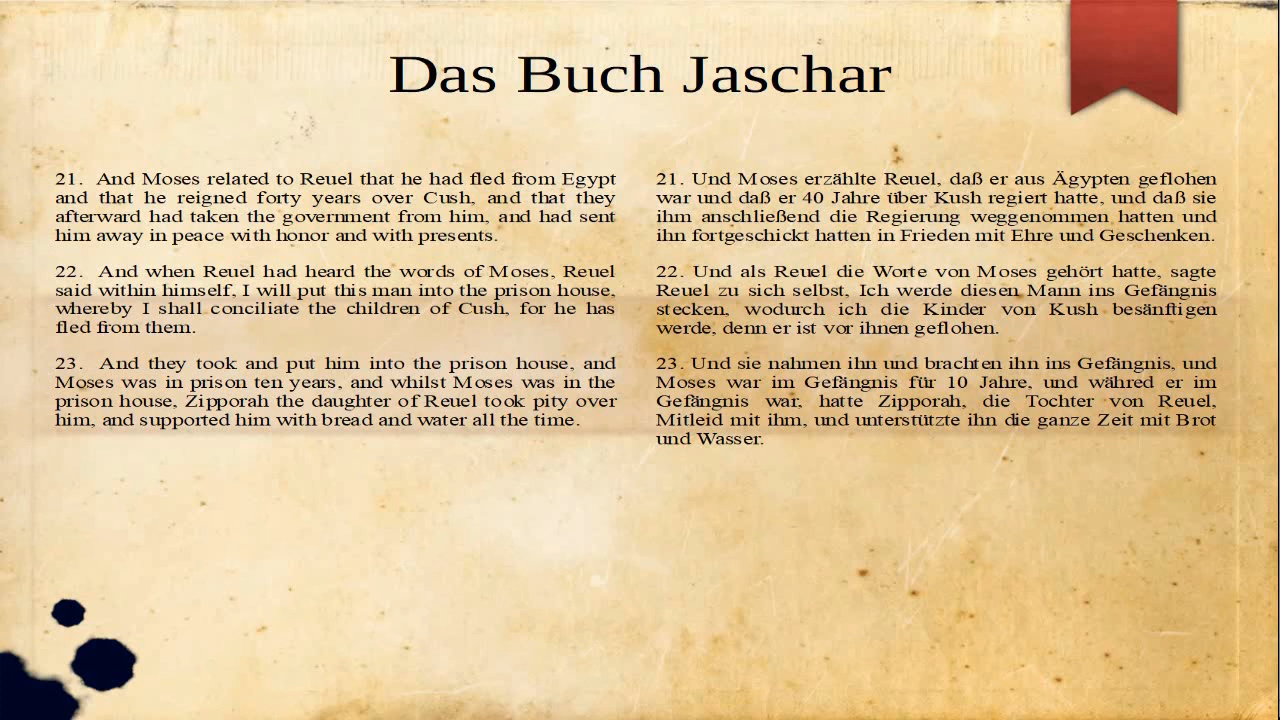 Das Buch Jaschar
21. And Moses related to Reuel that he had fled from Egypt
and that he reigned forty years over Cush, and that they
afterward had taken the government from him, and had sent
him away in peace with honor and with presents.
22. And when Reuel had heard the words of Moses, Reuel
said within himself, I will put this man into the prison house,
whereby I shall conciliate the children of Cush, for he has
fled from them.
23. And they took and put him into the prison house, and
Moses was in prison ten years, and whilst Moses was in the
prison house, Zipporah the daughter of Reuel took pity over
him, and supported him with bread and water all the time.
21. Und Moses erzählte Reuel, daß er aus Ägypten geflohen
war und daß er 40 Jahre über Kush regiert hatte, und daß sie
ihm anschließend die Regierung weggenommen hatten und
ihn fortgeschickt hatten in Frieden mit Ehre und Geschenken.
22. Und als Reuel die Worte von Moses gehört hatte, sagte
Reuel zu sich selbst, Ich werde diesen Mann ins Gefängnis
stecken, wodurch ich die Kinder von Kush besänftigen
werde, denn er ist vor ihnen geflohen.
23. Und sie nahmen ihn und brachten ihn ins Gefängnis, und
Moses war im Gefängnis für 10 Jahre, und währed er im
Gefängnis war, hatte Zipporah, die Tochter von Reuel,
Mitleid mit ihm, und unterstützte ihn die ganze Zeit mit Brot
und Wasser.